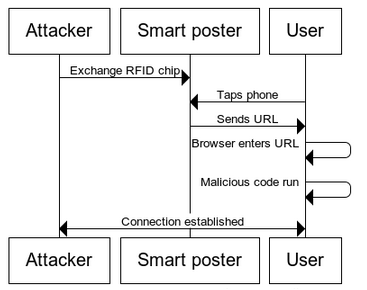 Attacker
Smart poster
User
Exchange RFID chip
Taps phone
Sends URL
Browser enters URL
Malicious code run
Connection established
Attacker
Smart poster
User